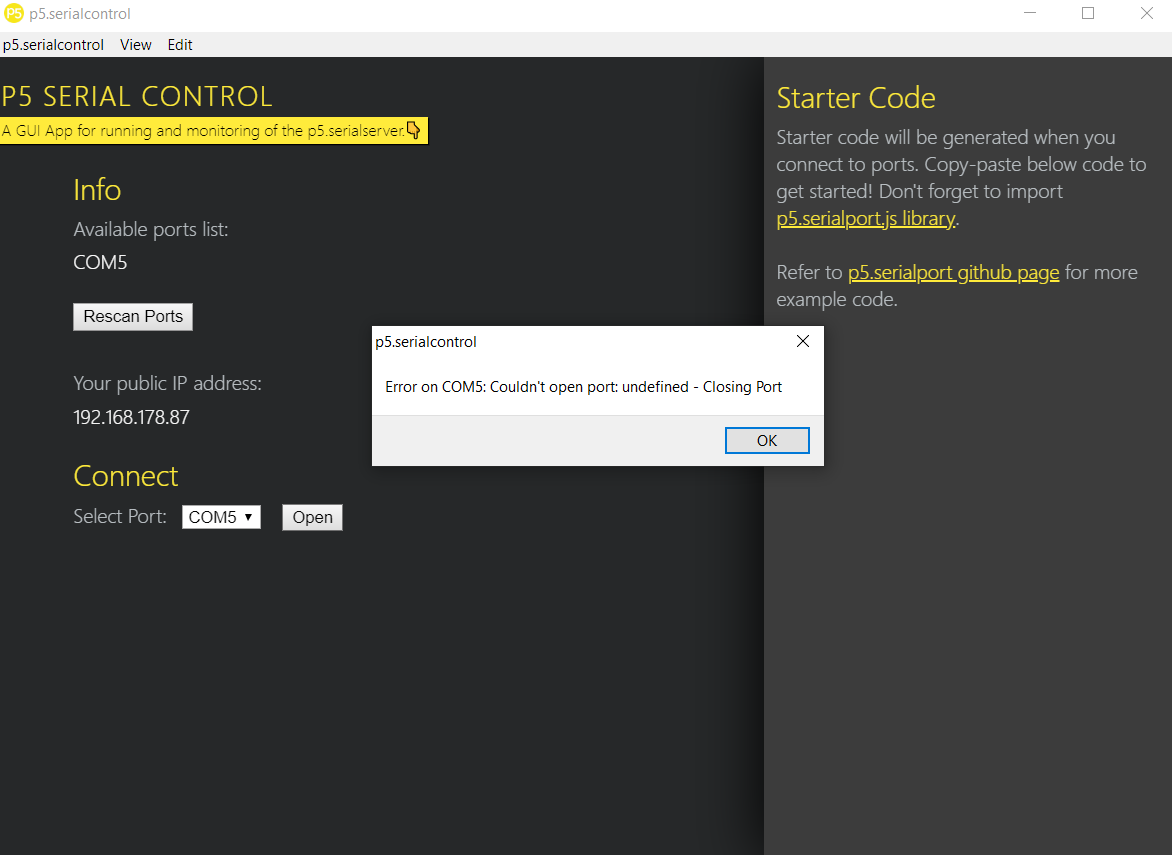 P5 p5.serialcontrol
p5.serialcontrol View Edit
P5 SERIAL CONTROL
A GUI App for running and monitoring of the p5.serialserver.
Info
Available ports list:
COM5
Rescan Ports
Your public IP address:
192.168.178.87
Connect
Select Port: COM5 Open
Starter Code
Starter code will be generated when you
connect to ports. Copy-paste below code to
get started! Don't forget to import
p5.serialport.js library.
Refer to p5.serialport github page for more
example code.
p5.serialcontrol
Error on COM5: Couldn't open port: undefined - Closing Port
OK